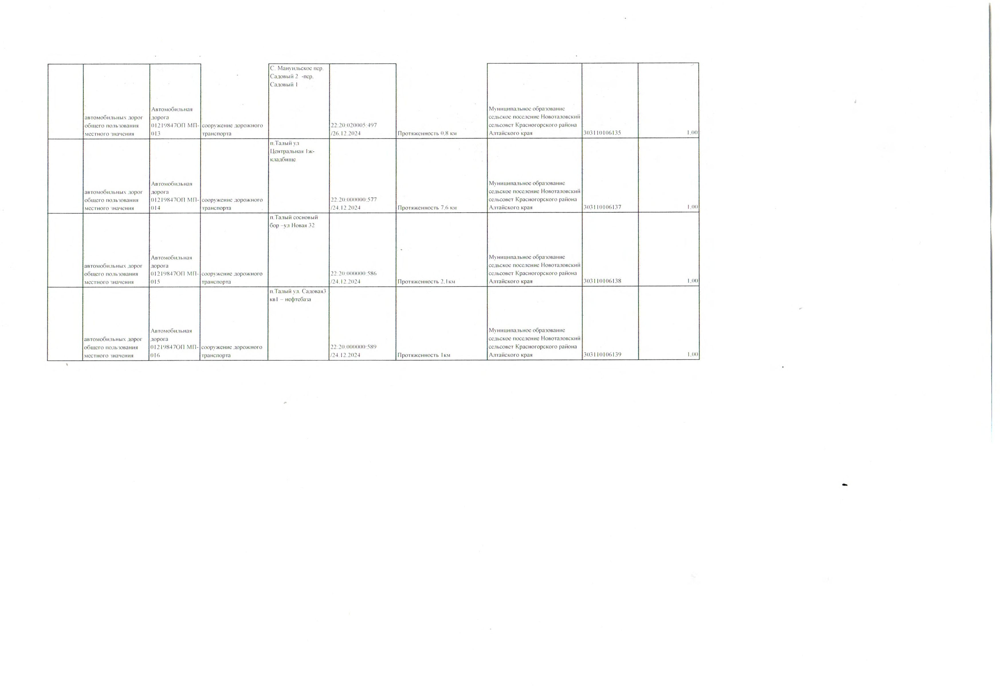 С. Мануильское пер.
Садовый 2 -пер.
Садовый 1
автомобильных дорог
общего пользования
местного значения
Автомобильная
дорога
01219847ОП МП-
013
сооружение дорожного
транспорта
22:20:020005:497
/26.12.2024
Протяженность 0,8 км
Муниципальное образование
сельское поселение Новоталовский
сельсовет Красногорского района
Алтайского края
303110106135
1,00
п.Талый ул
Центральная 1ж-
кладбище
автомобильных дорог
общего пользования
местного значения
Автомобильная
дорога
01219847ОП МП-
014
сооружение дорожного
транспорта
22:20:000000:577
/24.12.2024
Протяженность 7,6 км
Муниципальное образование
сельское поселение Новоталовский
сельсовет Красногорского района
Алтайского края
303110106137
1,00
п.Талый сосновый
бор –ул Новая 32
автомобильных дорог
общего пользования
местного значения
Автомобильная
дорога
01219847ОП МП-
015
сооружение дорожного
транспорта
22:20:000000:586
/24.12.2024
Протяженность 2,1км
Муниципальное образование
сельское поселение Новоталовский
сельсовет Красногорского района
Алтайского края
303110106138
1,00
п.Талый ул. Садовая3
кв1 – нефтебаза
автомобильных дорог
общего пользования
местного значения
Автомобильная
дорога
01219847ОП МП-
016
сооружение дорожного
транспорта
22:20:000000:589
/24.12.2024
Протяженность 1км
Муниципальное образование
сельское поселение Новоталовский
сельсовет Красногорского района
Алтайского края
303110106139
1,00